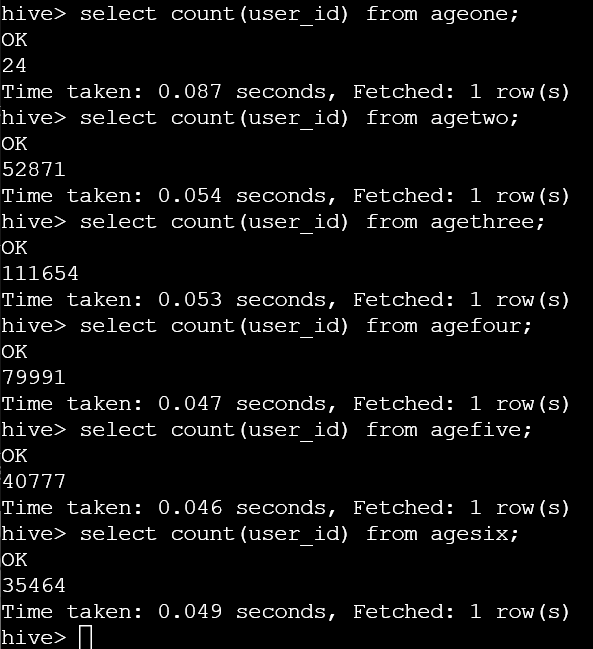 hive> select count(user_id) from ageone;
OK
24
Time taken: 0.087 seconds, Fetched: 1 row(s)
hive> select count(user_id) from agetwo;
OK
52871
Time taken: 0.054 seconds, Fetched: 1 row(s)
hive> select count(user_id) from agethree;
OK
111654
Time taken: 0.053 seconds, Fetched: 1 row(s)
hive> select count(user_id) from agefour;
OK
79991
Time taken: 0.047 seconds, Fetched: 1 row(s)
hive> select count(user_id) from agefive;
OK
40777
Time taken: 0.046 seconds, Fetched: 1 row(s)
hive> select count(user_id) from agesix;
OK
35464
Time taken: 0.049 seconds, Fetched: 1 row(s)
hive>